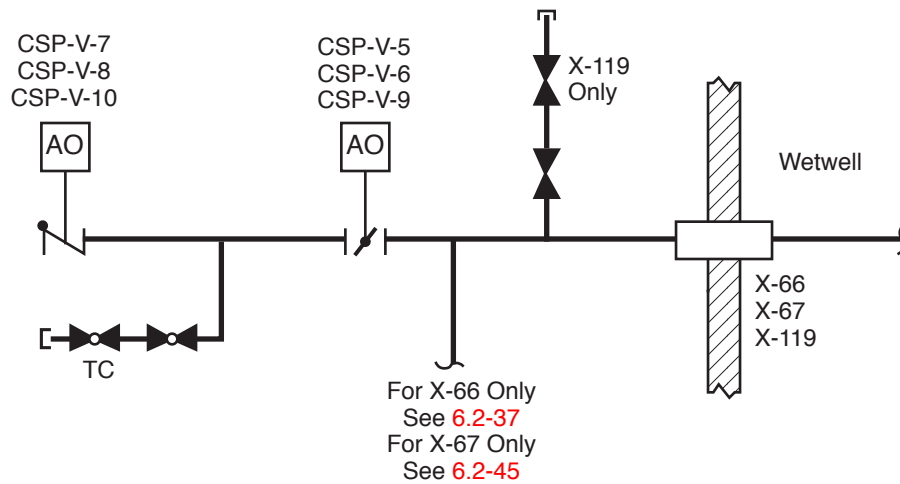 CSP-V-7
CSP-V-8
CSP-V-10
AO
CSP-V-5
CSP-V-6
CSP-V-9
AO
X-119
Only
Wetwell
X-66
X-67
X-119
TC
For X-66 Only
See 6.2-37
For X-67 Only
See 6.2-45